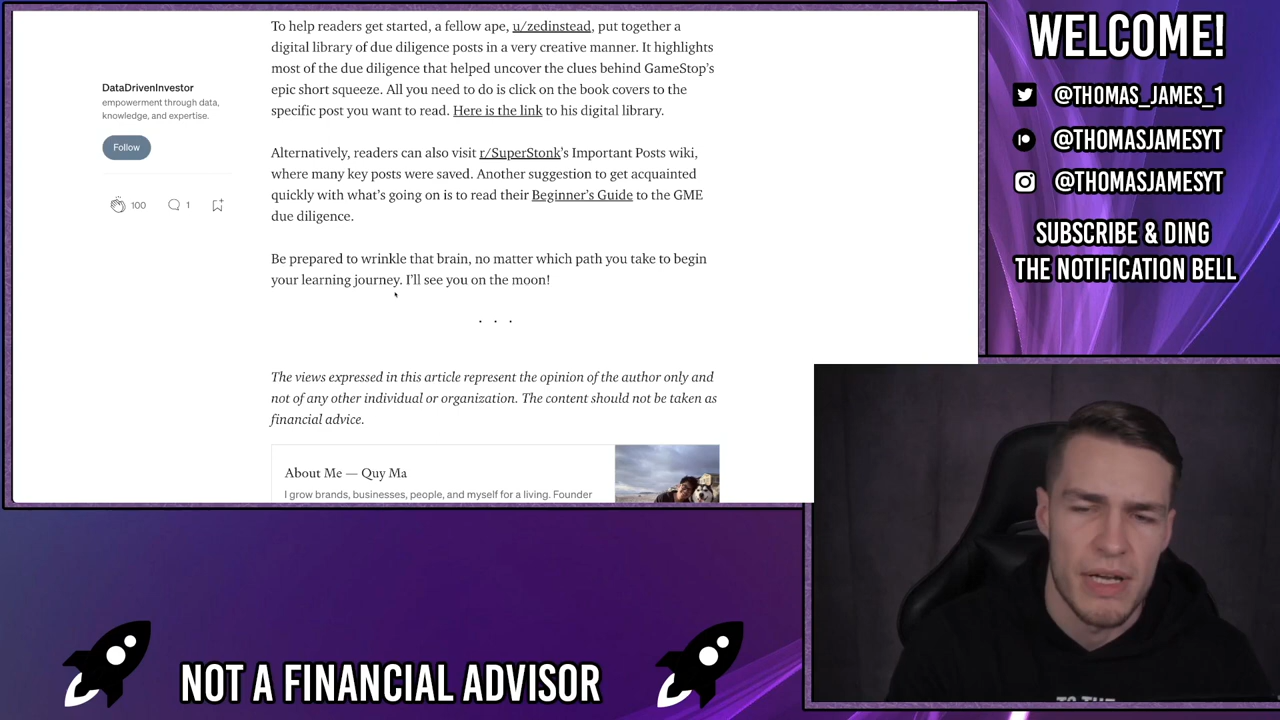 To help readers get started, a fellow ape, u/zedinstead, put together a
digital library of due diligence posts in a very creative manner. It highlights
most of the due diligence that helped uncover the clues behind GameStop's
epic short squeeze. All you need to do is click on the book covers to the
specific post you want to read. Here is the link to his digital library.
Alternatively, readers can also visit r/SuperStonk's Important Posts wiki,
where many key posts were saved. Another suggestion to get acquainted
quickly with what's going on is to read their Beginner's Guide to the GME
due diligence.
Be prepared to wrinkle that brain, no matter which path you take to begin
your learning journey. I'll see you on the moon!
. . .
The views expressed in this article represent the opinion of the author only and
not of any other individual or organization. The content should not be taken as
financial advice.
About Me — Quy Ma
I grow brands, businesses, people, and myself for a living. Founder
DataDrivenInvestor
empowerment through data,
knowledge, and expertise.
Follow
100 1
WELCOME!
@THOMAS_JAMES_1
@THOMASJAMESYT
@THOMASJAMESYT
SUBSCRIBE & DING
THE NOTIFICATION BELL
TO THE
NOT A FINANCIAL ADVISOR